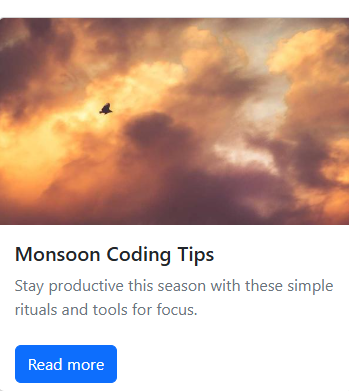 Monsoon Coding Tips
Stay productive this season with these simple
rituals and tools for focus.
Read more